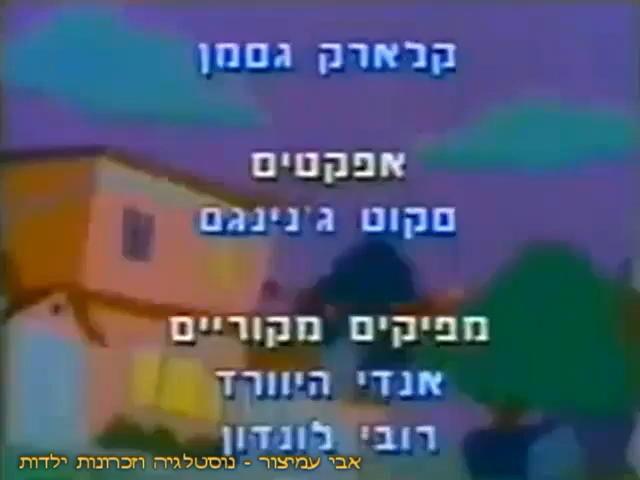 קלארק גסמן
אפקטים
סקוט ג'נינגס
מפיקים מקוריים
אנדי היוורד
רובי לונדון
אבי עמיצור - נוסטלגיה וזכרונות ילדות